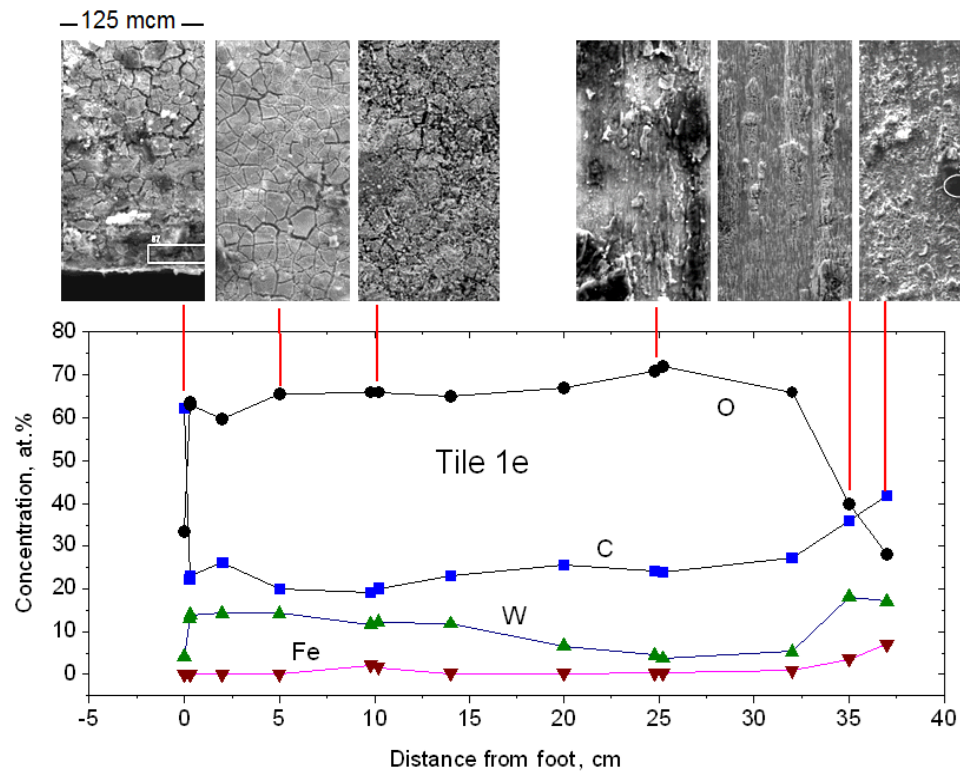 125 mcm
80
70
60
50
40
30
20
10
0
Concentration, at.%
O
Tile 1e
C
W
Fe
-5 0 5 10 15 20 25 30 35 40
Distance from foot, cm